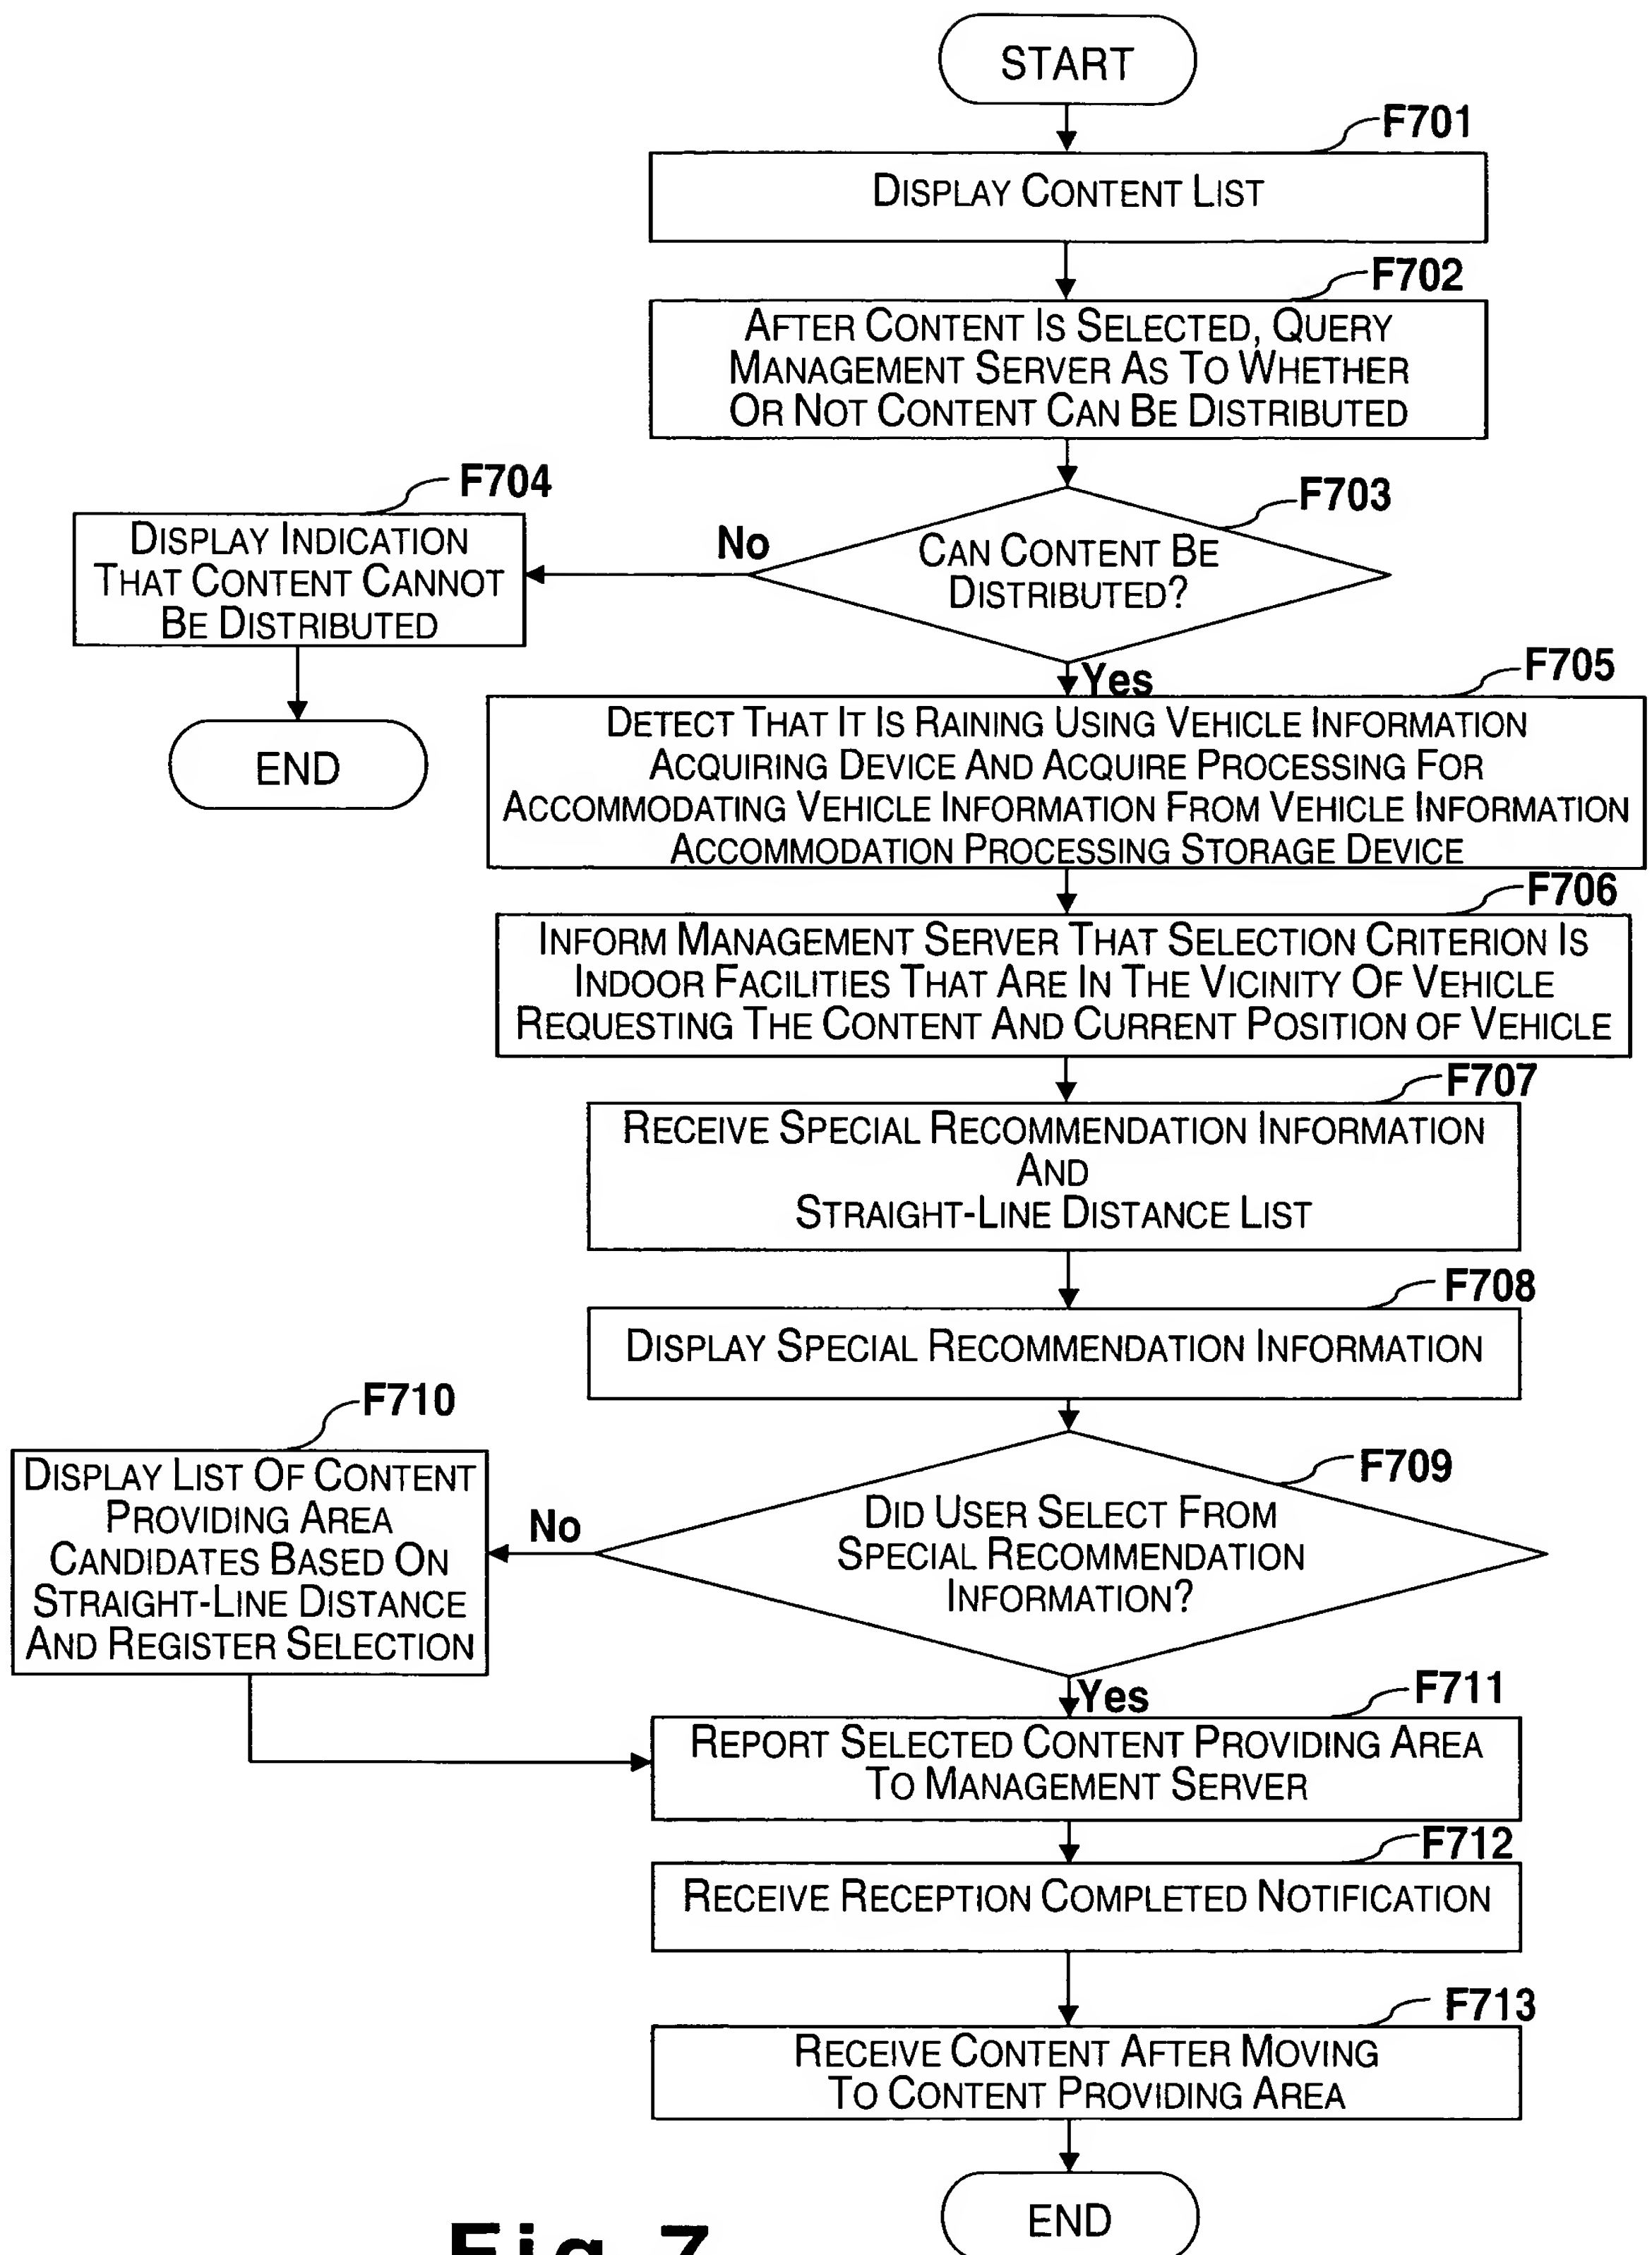 START
F701
DISPLAY CONTENT LIST
F702
AFTER CONTENT IS SELECTED, QUERY
MANAGEMENT SERVER AS TO WHETHER
OR NOT CONTENT CAN BE DISTRIBUTED
F703
CAN CONTENT BE
DISTRIBUTED?
No
F704
DISPLAY INDICATION
THAT CONTENT CANNOT
BE DISTRIBUTED
END
Yes
F705
DETECT THAT IT IS RAINING USING VEHICLE INFORMATION
ACQUIRING DEVICE AND ACQUIRE PROCESSING FOR
ACCOMMODATING VEHICLE INFORMATION FROM VEHICLE INFORMATION
ACCOMMODATION PROCESSING STORAGE DEVICE
F706
INFORM MANAGEMENT SERVER THAT SELECTION CRITERION IS
INDOOR FACILITIES THAT ARE IN THE VICINITY OF VEHICLE
REQUESTING THE CONTENT AND CURRENT POSITION OF VEHICLE
F707
RECEIVE SPECIAL RECOMMENDATION INFORMATION
AND
STRAIGHT-LINE DISTANCE LIST
F708
DISPLAY SPECIAL RECOMMENDATION INFORMATION
F709
DID USER SELECT FROM
SPECIAL RECOMMENDATION
INFORMATION?
No
F710
DISPLAY LIST OF CONTENT
PROVIDING AREA
CANDIDATES BASED ON
STRAIGHT-LINE DISTANCE
AND REGISTER SELECTION
Yes
F711
REPORT SELECTED CONTENT PROVIDING AREA
TO MANAGEMENT SERVER
F712
RECEIVE RECEPTION COMPLETED NOTIFICATION
F713
RECEIVE CONTENT AFTER MOVING
TO CONTENT PROVIDING AREA
END
Fig. 7